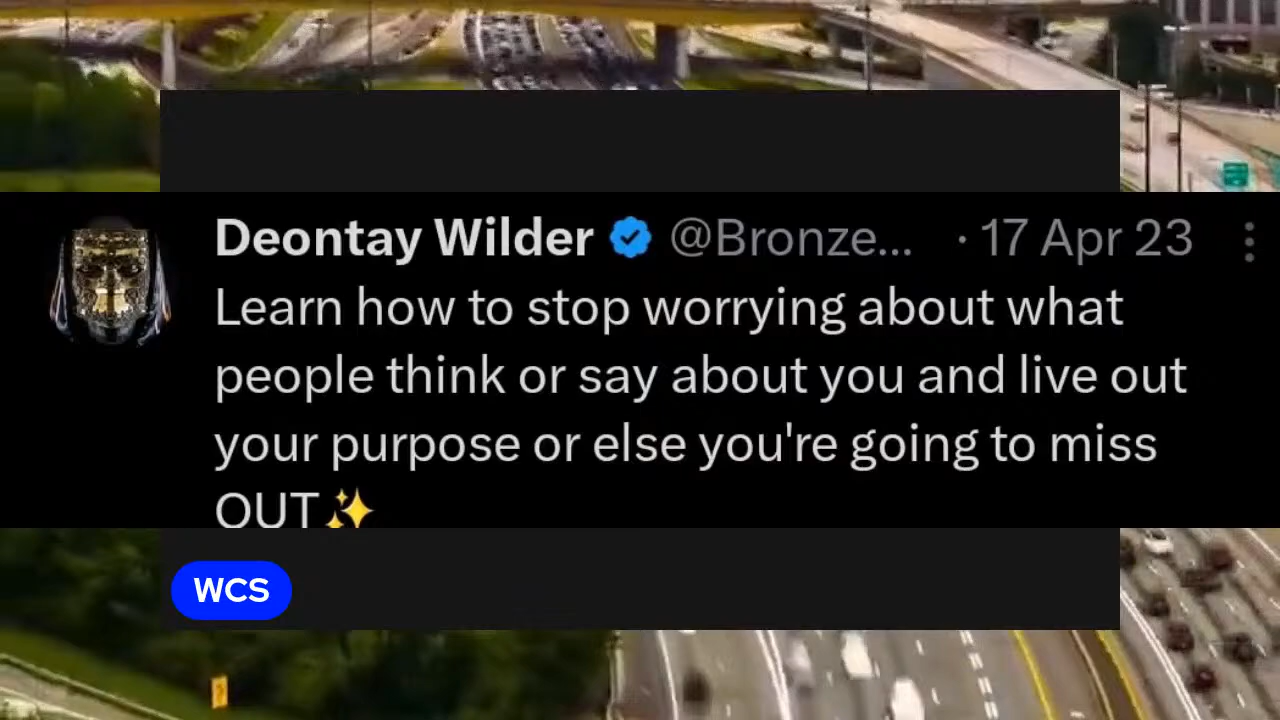 Deontay Wilder @Bronze... · 17 Apr 23
Learn how to stop worrying about what
people think or say about you and live out
your purpose or else you're going to miss
OUT✨
WCS